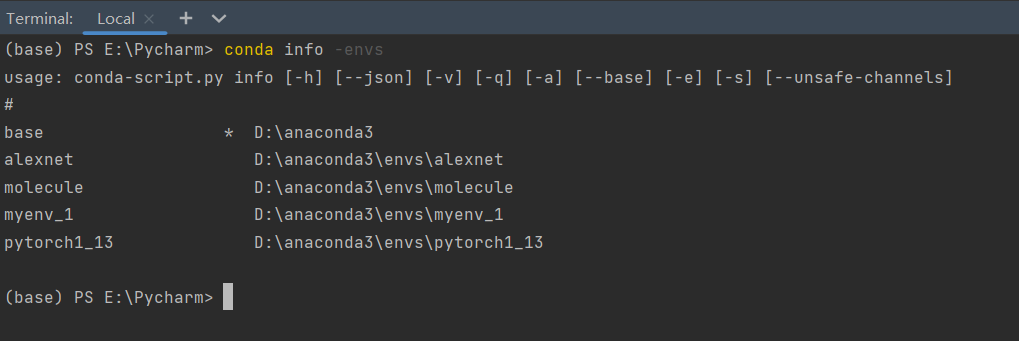 Terminal: Local
(base) PS E:\Pycharm> conda info -envs
usage: conda-script.py info [-h] [--json] [-v] [-q] [-a] [--base] [-e] [-s] [--unsafe-channels]
#
base * D:\anaconda3
alexnet D:\anaconda3\envs\alexnet
molecule D:\anaconda3\envs\molecule
myenv_1 D:\anaconda3\envs\myenv_1
pytorch1_13 D:\anaconda3\envs\pytorch1_13
(base) PS E:\Pycharm>